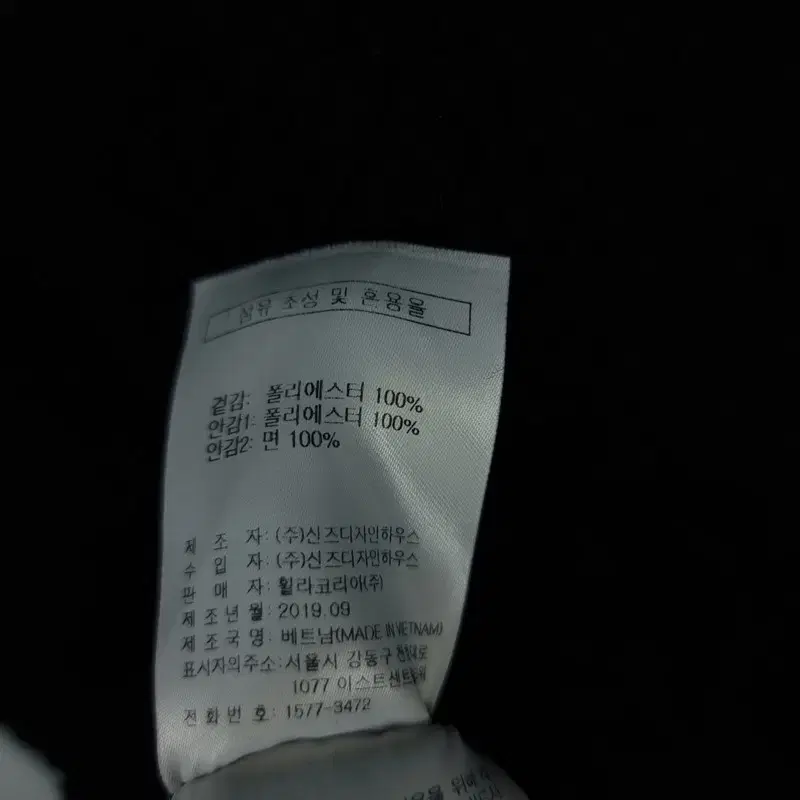 섬유 조성 및 혼용율
겉감: 폴리에스터 100%
안감1: 폴리에스터 100%
안감2: 면 100%
제 조 자: (주)신즈디자인하우스
수 입 자: (주)신즈디자인하우스
판 매 자: 휠라코리아(주)
제조년월: 2019.09
제조국명: 베트남(MADE IN VETNAM)
표시자의주소: 서울시 강동구 천호대로
1077 이스트센트럴타워
전화번호: 1577-3472
위해